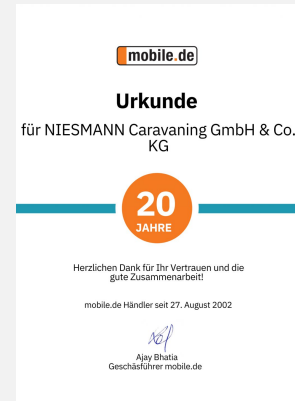 mobile.de
Urkunde
für NIESMANN Caravaning GmbH & Co.
KG
20
JAHRE
Herzlichen Dank für Ihr Vertrauen und die
gute Zusammenarbeit!
mobile.de Händler seit 27. August 2002
Ajay Bhatia
Geschäsführer mobile.de